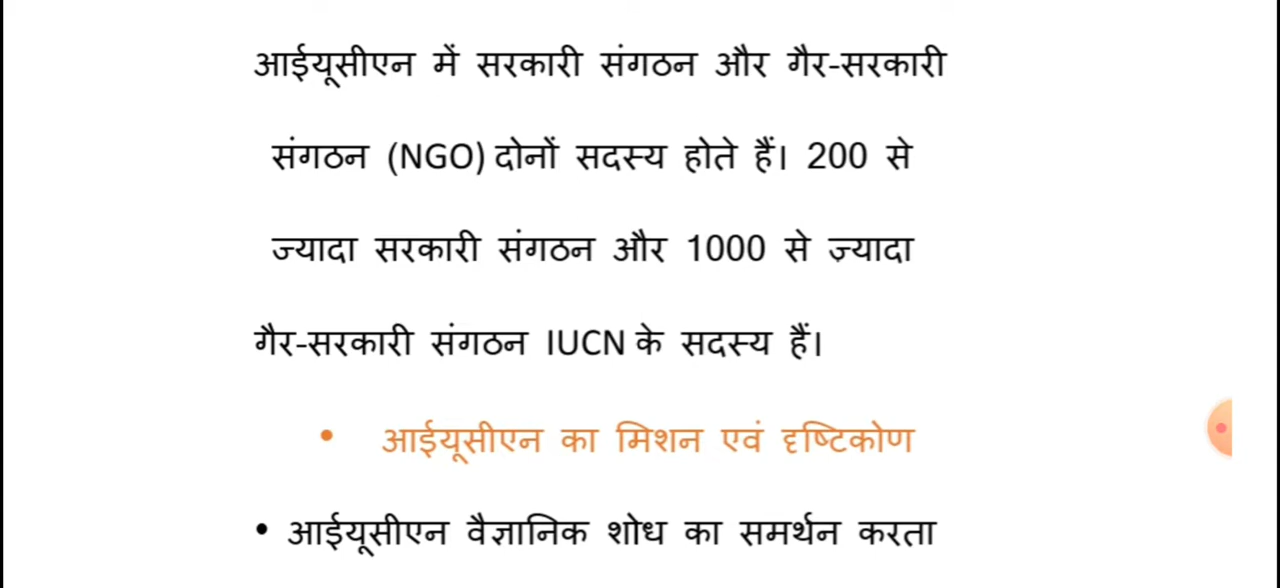 आईयूसीएन में सरकारी संगठन और गैर-सरकारी
संगठन (NGO) दोनों सदस्य होते हैं। 200 से
ज्यादा सरकारी संगठन और 1000 से ज़्यादा
गैर-सरकारी संगठन IUCN के सदस्य हैं।
• आईयूसीएन का मिशन एवं दृष्टिकोण
• आईयूसीएन वैज्ञानिक शोध का समर्थन करता